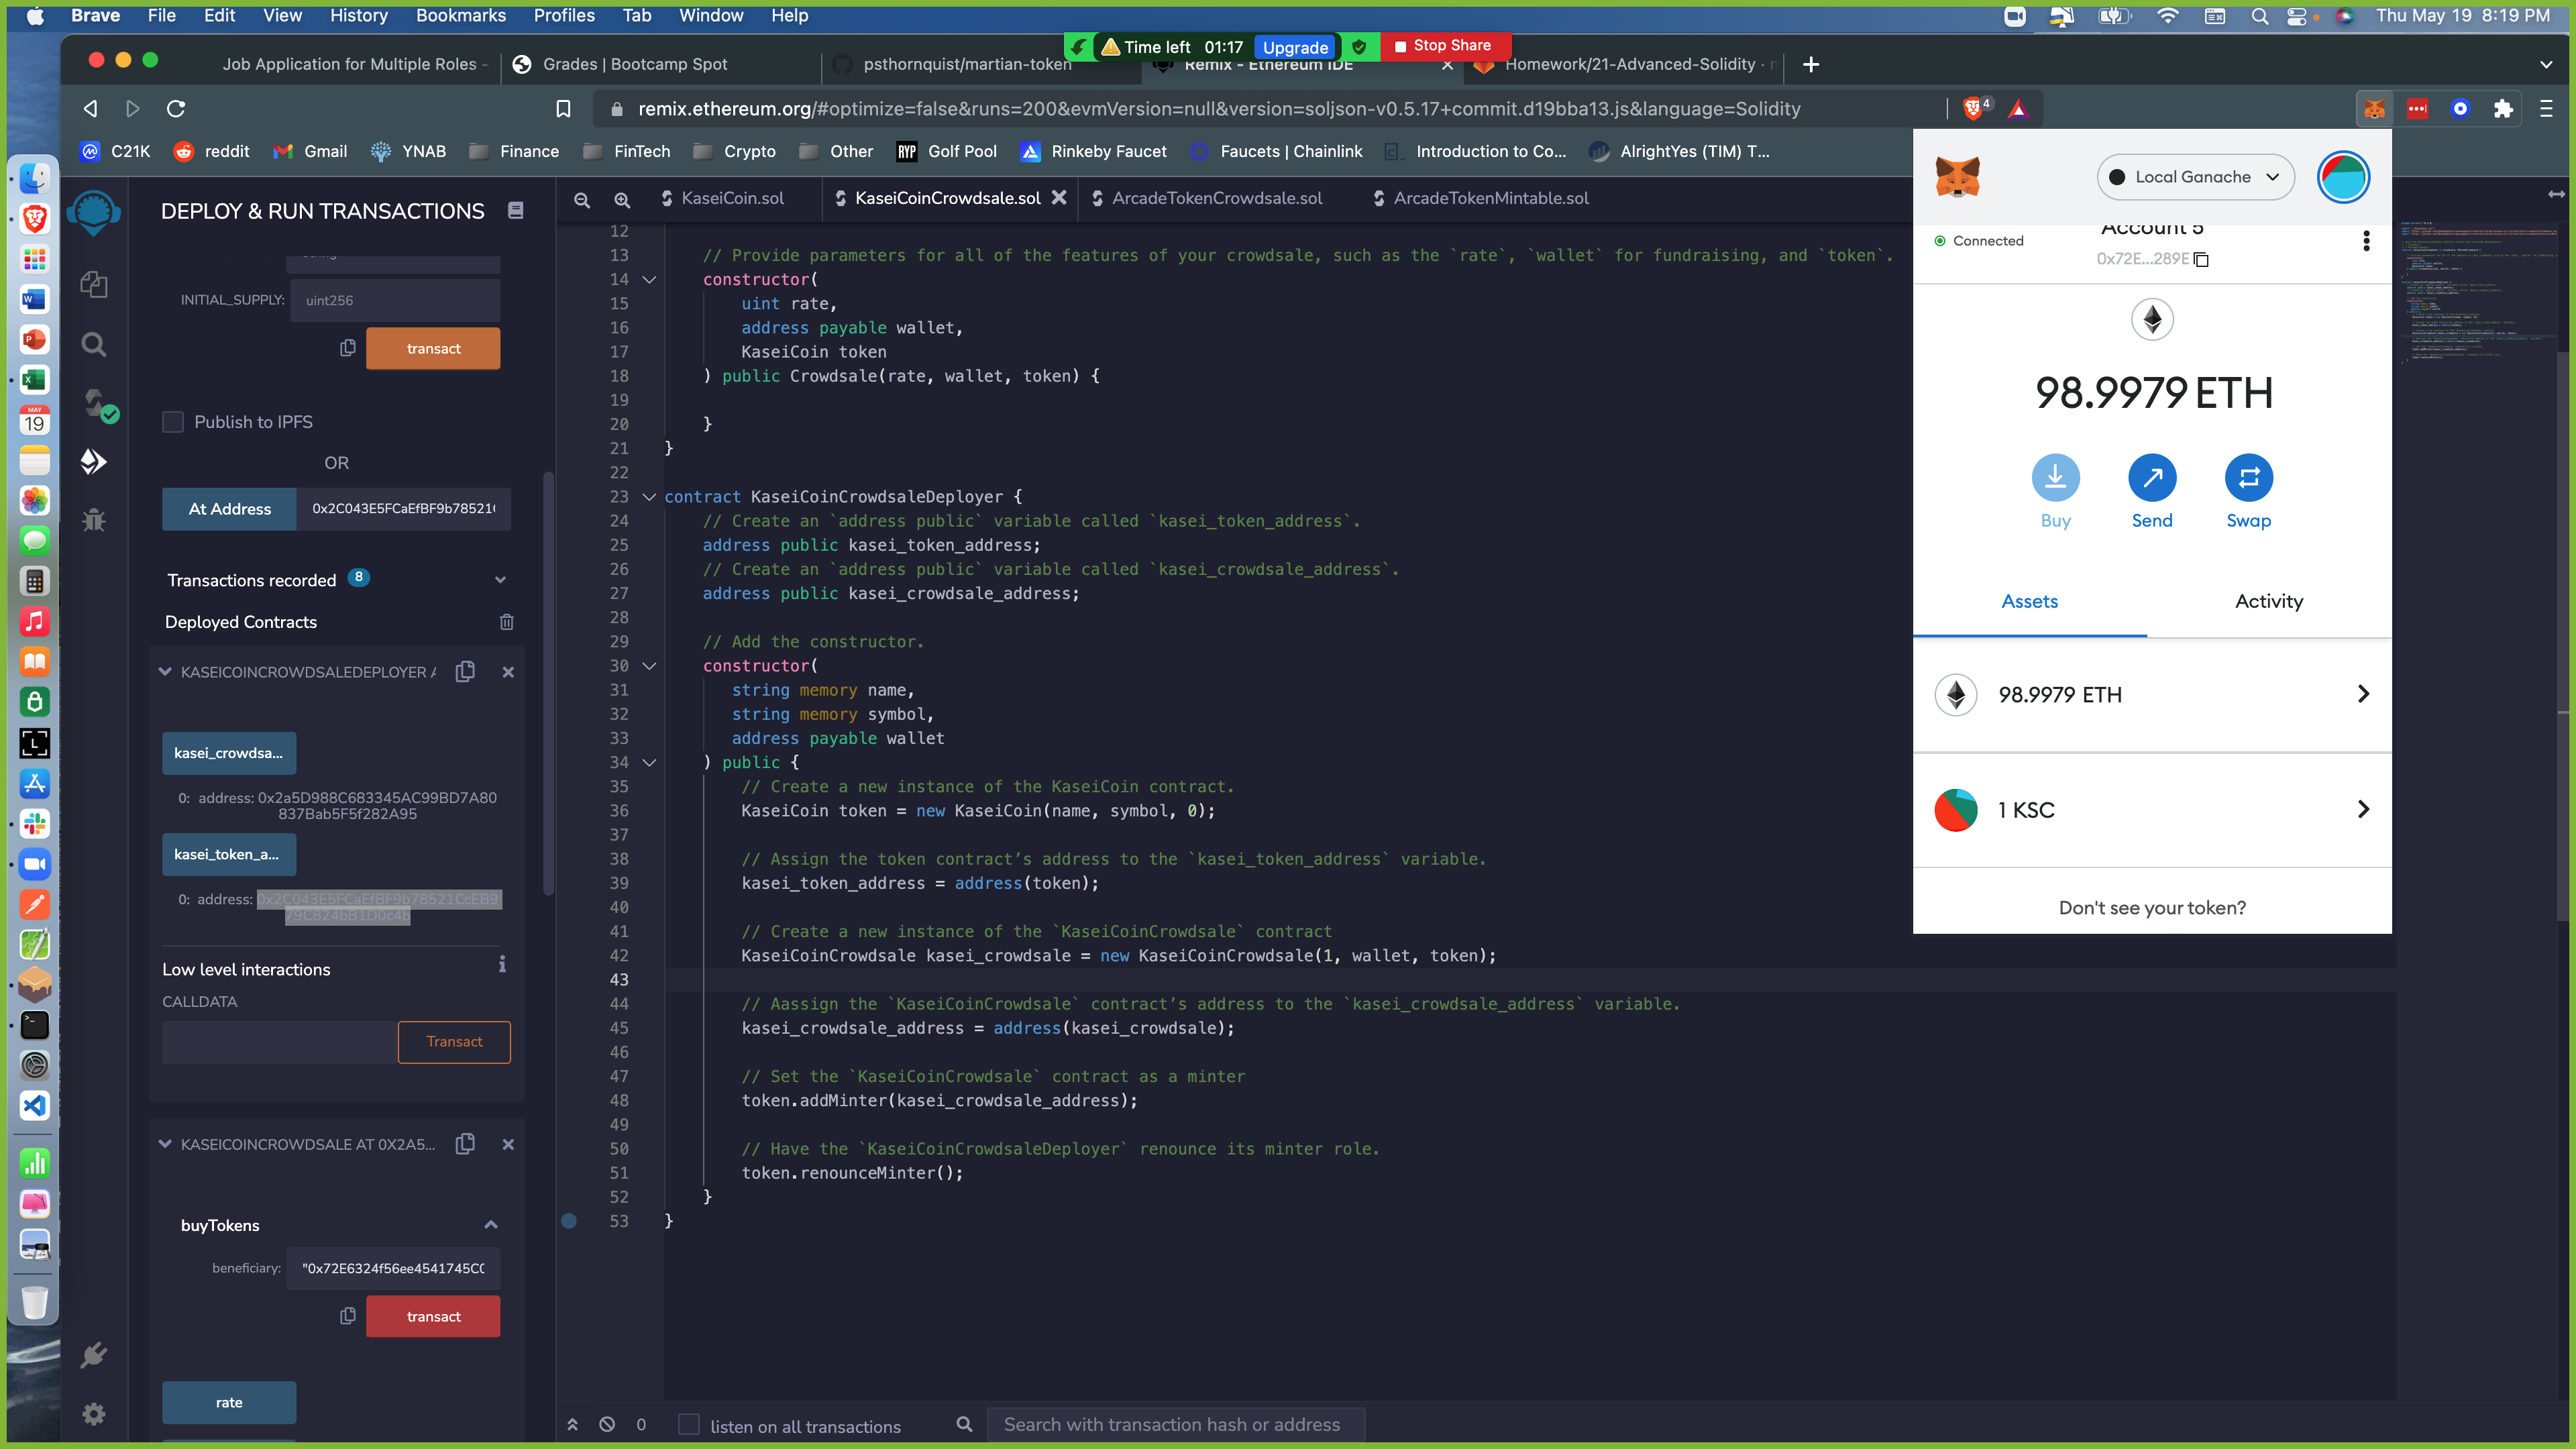 Brave File Edit View History Bookmarks Profiles Tab Window Help
Thu May 19 8:19 PM
Time left 01:17 Upgrade Stop Share
Job Application for Multiple Roles -
Grades | Bootcamp Spot
psthornquist/martian-token
Remix - Ethereum IDE
Homework/21-Advanced-Solidity ·
remix.ethereum.org/#optimize=false&runs=200&evmVersion=null&version=soljson-v0.5.17+commit.d19bba13.js&language=Solidity
4
C21K reddit Gmail YNAB Finance FinTech Crypto Other RYP Golf Pool Rinkeby Faucet Faucets | Chainlink Introduction to Co... AlrightYes (TIM) T...
DEPLOY & RUN TRANSACTIONS
INITIAL_SUPPLY: uint256
transact
Publish to IPFS
OR
At Address 0x2C043E5FCaEfBF9b78521(
Transactions recorded 8
Deployed Contracts
KASEICOINCROWDSALEDEPLOYER A
kasei_crowdsa...
0: address: 0x2a5D988C683345AC99BD7A80
837Bab5F5f282A95
kasei_token_a...
0: address: 0x2C043E5FCaEfBF9b78521CcEB9
79C824bB1D0c4b
Low level interactions
CALLDATA
Transact
KASEICOINCROWDSALE AT 0X2A5...
buyTokens
beneficiary: "0x72E6324f56ee4541745C0
transact
rate
KaseiCoin.sol KaseiCoinCrowdsale.sol ArcadeTokenCrowdsale.sol ArcadeTokenMintable.sol
12
13 // Provide parameters for all of the features of your crowdsale, such as the `rate`, `wallet` for fundraising, and `token`.
14 constructor(
15 uint rate,
16 address payable wallet,
17 KaseiCoin token
18 ) public Crowdsale(rate, wallet, token) {
19
20 }
21 }
22
23 contract KaseiCoinCrowdsaleDeployer {
24 // Create an `address public` variable called `kasei_token_address`.
25 address public kasei_token_address;
26 // Create an `address public` variable called `kasei_crowdsale_address`.
27 address public kasei_crowdsale_address;
28
29 // Add the constructor.
30 constructor(
31 string memory name,
32 string memory symbol,
33 address payable wallet
34 ) public {
35 // Create a new instance of the KaseiCoin contract.
36 KaseiCoin token = new KaseiCoin(name, symbol, 0);
37
38 // Assign the token contract's address to the `kasei_token_address` variable.
39 kasei_token_address = address(token);
40
41 // Create a new instance of the `KaseiCoinCrowdsale` contract
42 KaseiCoinCrowdsale kasei_crowdsale = new KaseiCoinCrowdsale(1, wallet, token);
43
44 // Aassign the `KaseiCoinCrowdsale` contract's address to the `kasei_crowdsale_address` variable.
45 kasei_crowdsale_address = address(kasei_crowdsale);
46
47 // Set the `KaseiCoinCrowdsale` contract as a minter
48 token.addMinter(kasei_crowdsale_address);
49
50 // Have the `KaseiCoinCrowdsaleDeployer` renounce its minter role.
51 token.renounceMinter();
52 }
53 }
0 listen on all transactions Search with transaction hash or address
Local Ganache
Connected
Account 5
0x72E...289E
98.9979 ETH
Buy Send Swap
Assets Activity
98.9979 ETH
1 KSC
Don't see your token?
MAY
19